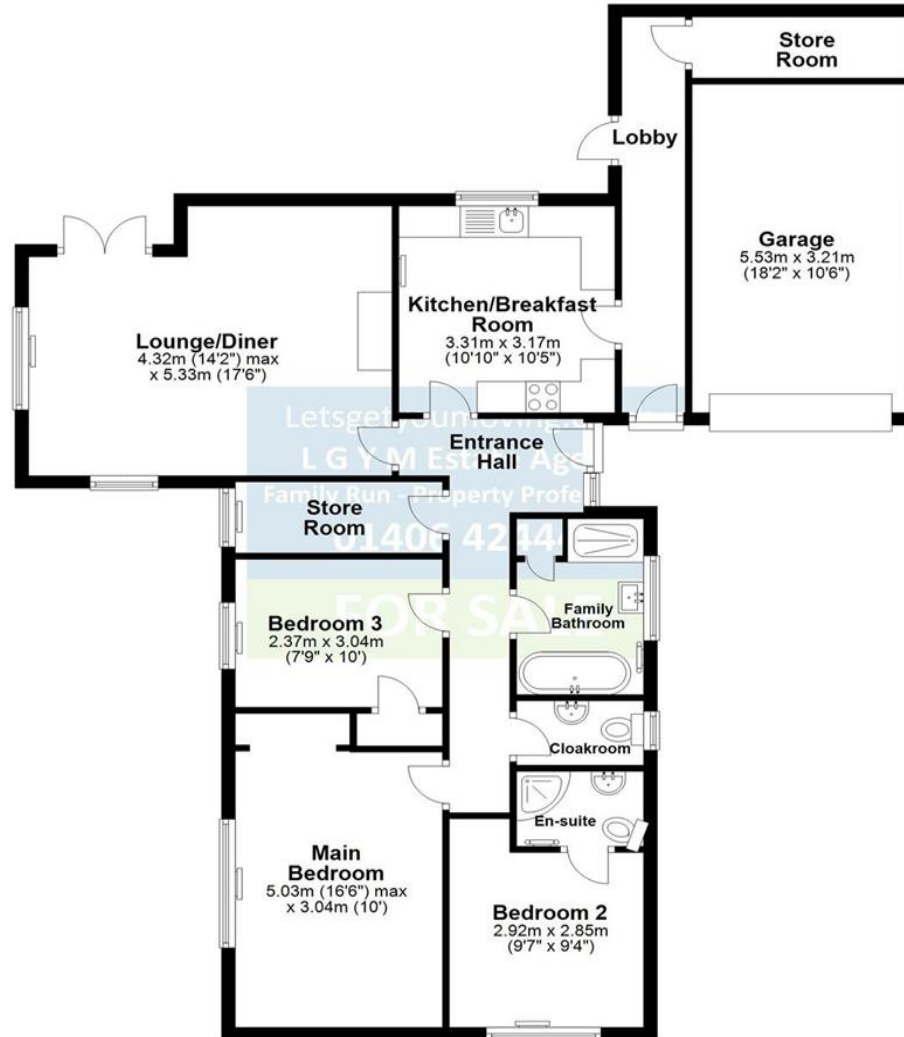 Store
Room
Lobby
Garage
5.53m x 3.21m
(18'2" x 10'6")
Kitchen/Breakfast
Room
3.31m x 3.17m
(10'10" x 10'5")
Lounge/Diner
4.32m (14'2") max
x 5.33m (17'6")
Letsgetyoumoving.
Entrance
Hall
L G Y M Estate
Family Run - Property
Store
Room
01406 4244
FOR SALE
Bedroom 3
2.37m x 3.04m
(7'9" x 10')
Family
Bathroom
Cloakroom
En-suite
Main
Bedroom
5.03m (16'6") max
x 3.04m (10')
Bedroom 2
2.92m x 2.85m
(9'7" x 9'4")